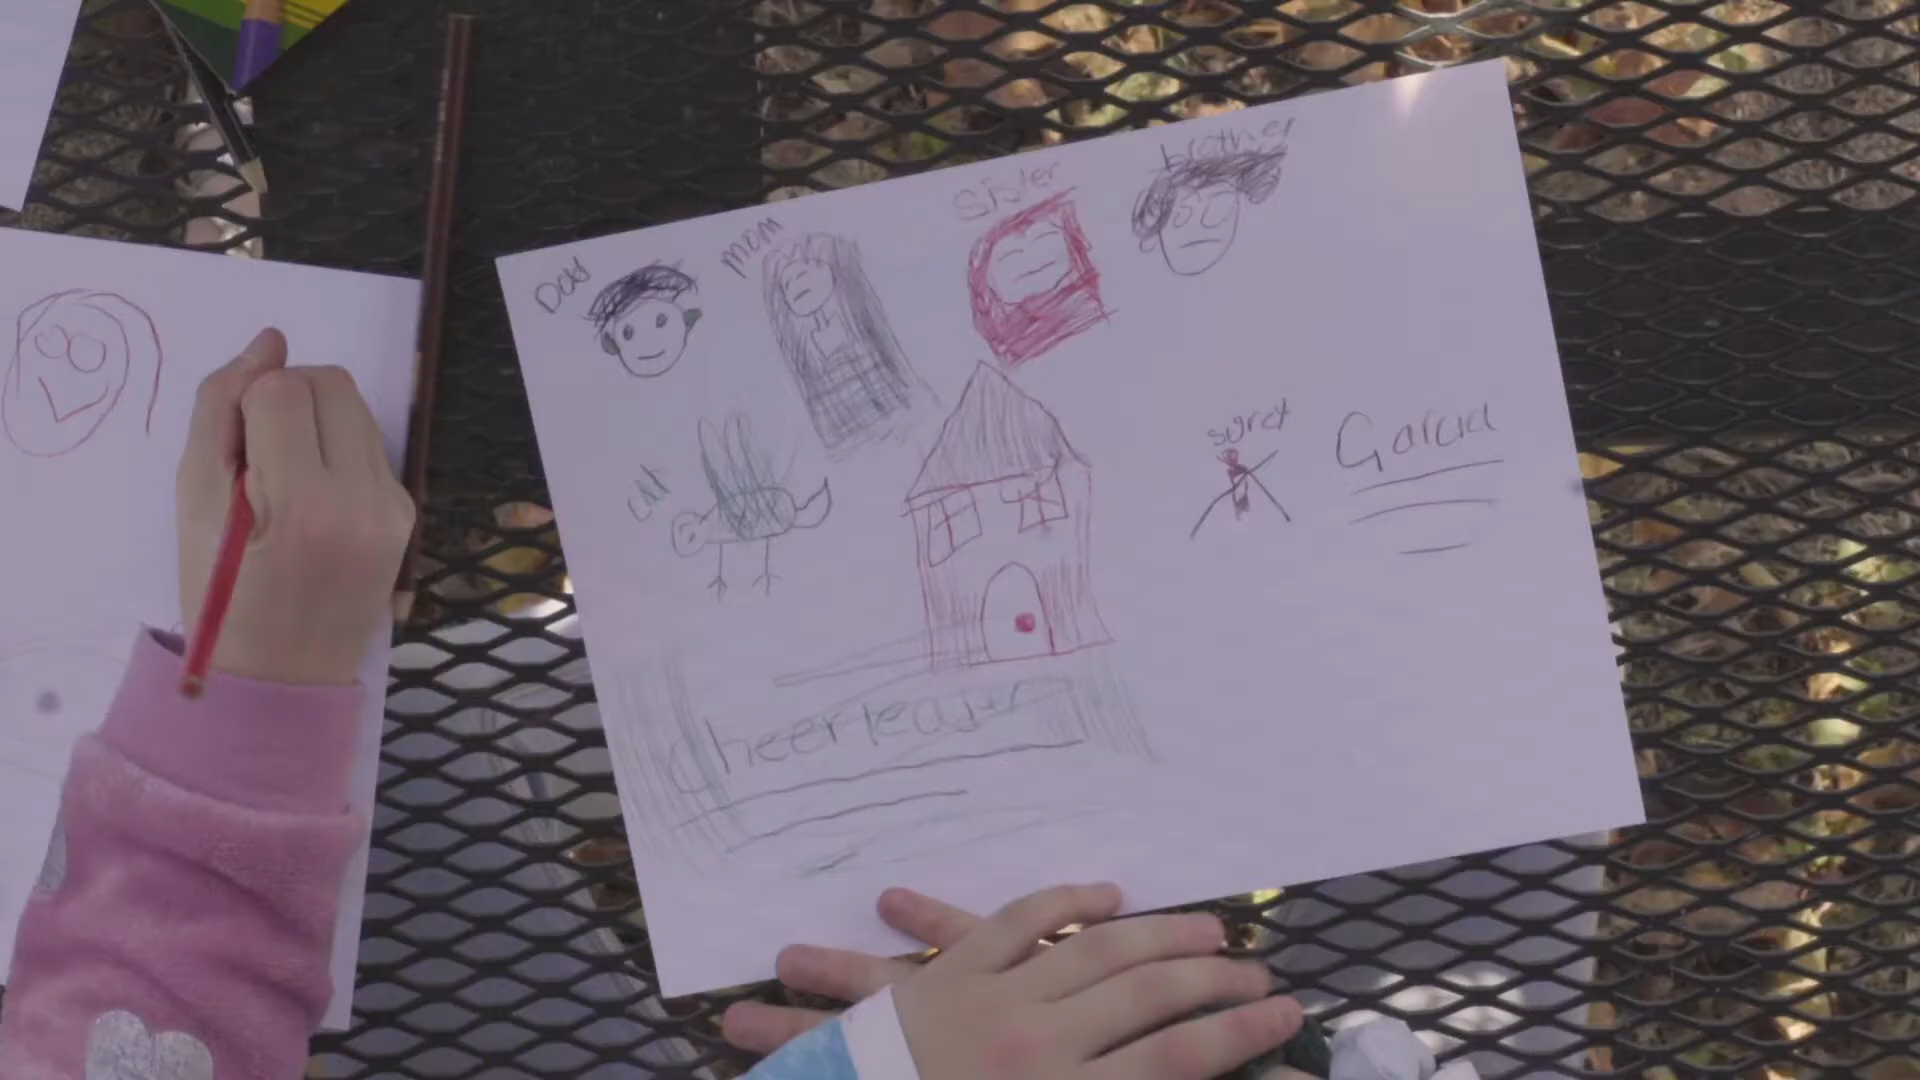 brother
sister
mom
Dad
Garcia
cat
cheerleader